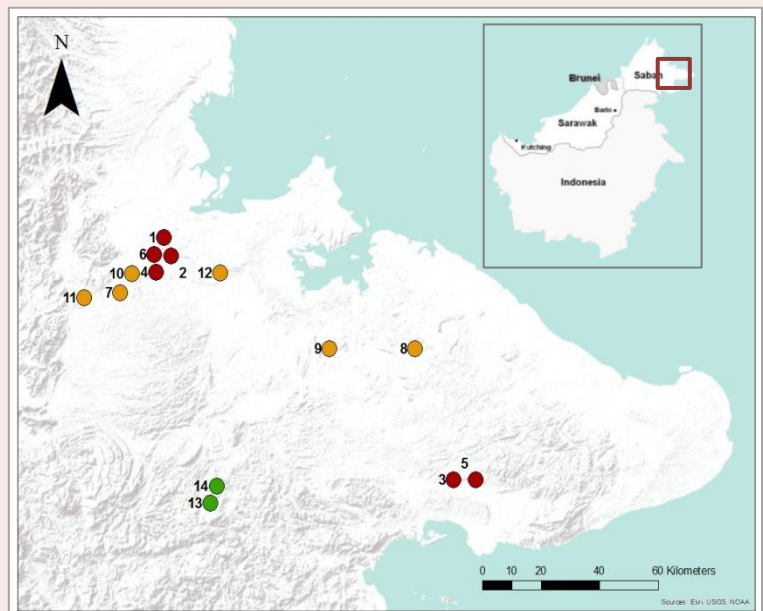 N
Brunei
Sabah
Bario
Sarawak
Kutching
Indonesia
1
6
10
4
2
12
11
7
9
8
5
3
14
13
0 10 20 40 60 Kilometers
Sources: Esri, USGS, NOAA